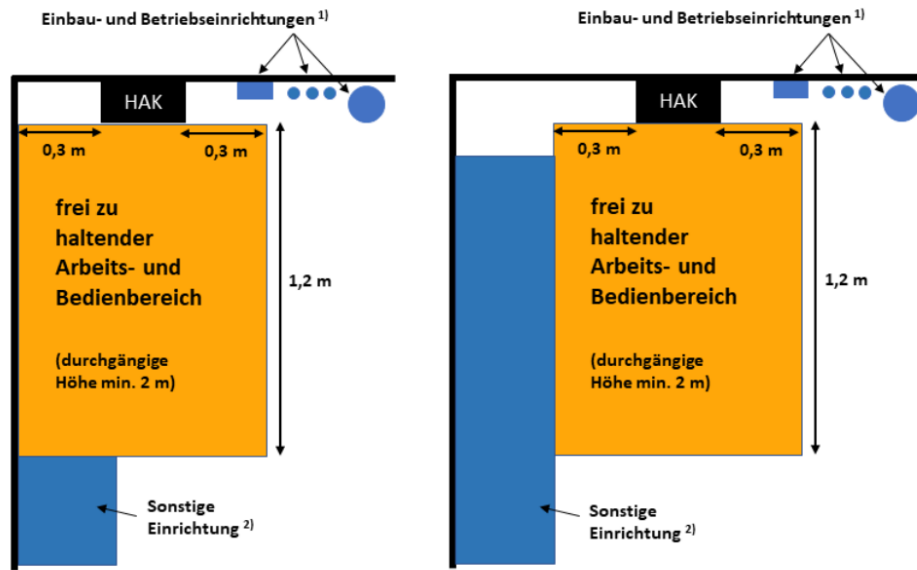 Einbau- und Betriebseinrichtungen 1)
HAK
0,3 m
0,3 m
frei zu
haltender
Arbeits- und
Bedienbereich
1,2 m
(durchgängige
Höhe min. 2 m)
Sonstige
Einrichtung 2)
Einbau- und Betriebseinrichtungen 1)
HAK
0,3 m
0,3 m
frei zu
haltender
Arbeits- und
Bedienbereich
1,2 m
(durchgängige
Höhe min. 2 m)
Sonstige
Einrichtung 2)